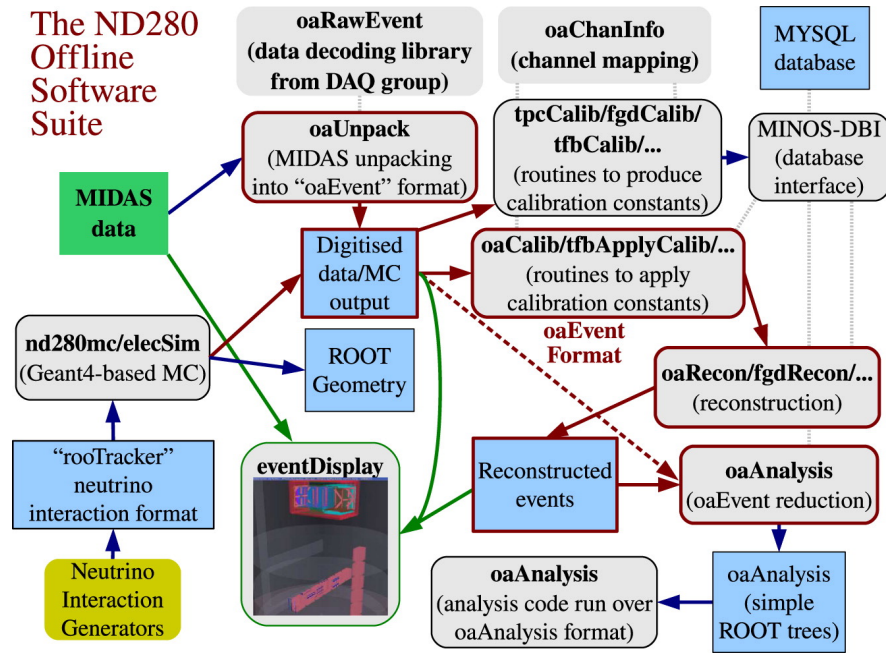 The ND280
Offline
Software
Suite
oaRawEvent
(data decoding library
from DAQ group)
oaChanInfo
(channel mapping)
MYSQL
database
oaUnpack
(MIDAS unpacking
into “oaEvent” format)
tpcCalib/fgdCalib/
tfbCalib/...
(routines to produce
calibration constants)
MINOS-DBI
(database
interface)
MIDAS
data
Digitised
data/MC
output
oaCalib/tfbApplyCalib/...
(routines to apply
calibration constants)
oaEvent
Format
nd280mc/elecSim
(Geant4-based MC)
ROOT
Geometry
oaRecon/fgdRecon/...
(reconstruction)
“rooTracker”
neutrino
interaction format
eventDisplay
Reconstructed
events
oaAnalysis
(oaEvent reduction)
Neutrino
Interaction
Generators
oaAnalysis
(analysis code run over
oaAnalysis format)
oaAnalysis
(simple
ROOT trees)